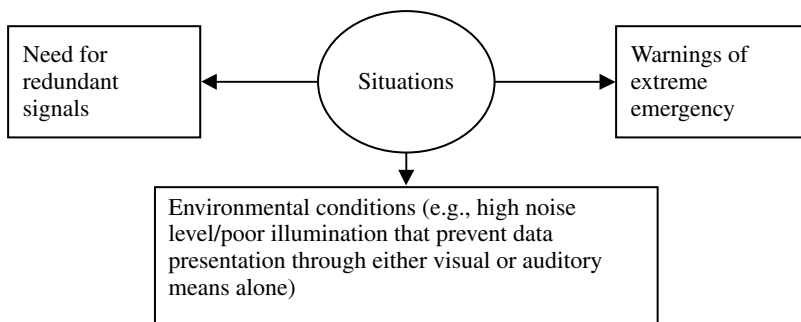 Need for
redundant
signals
Situations
Warnings of
extreme
emergency
Environmental conditions (e.g., high noise
level/poor illumination that prevent data
presentation through either visual or auditory
means alone)